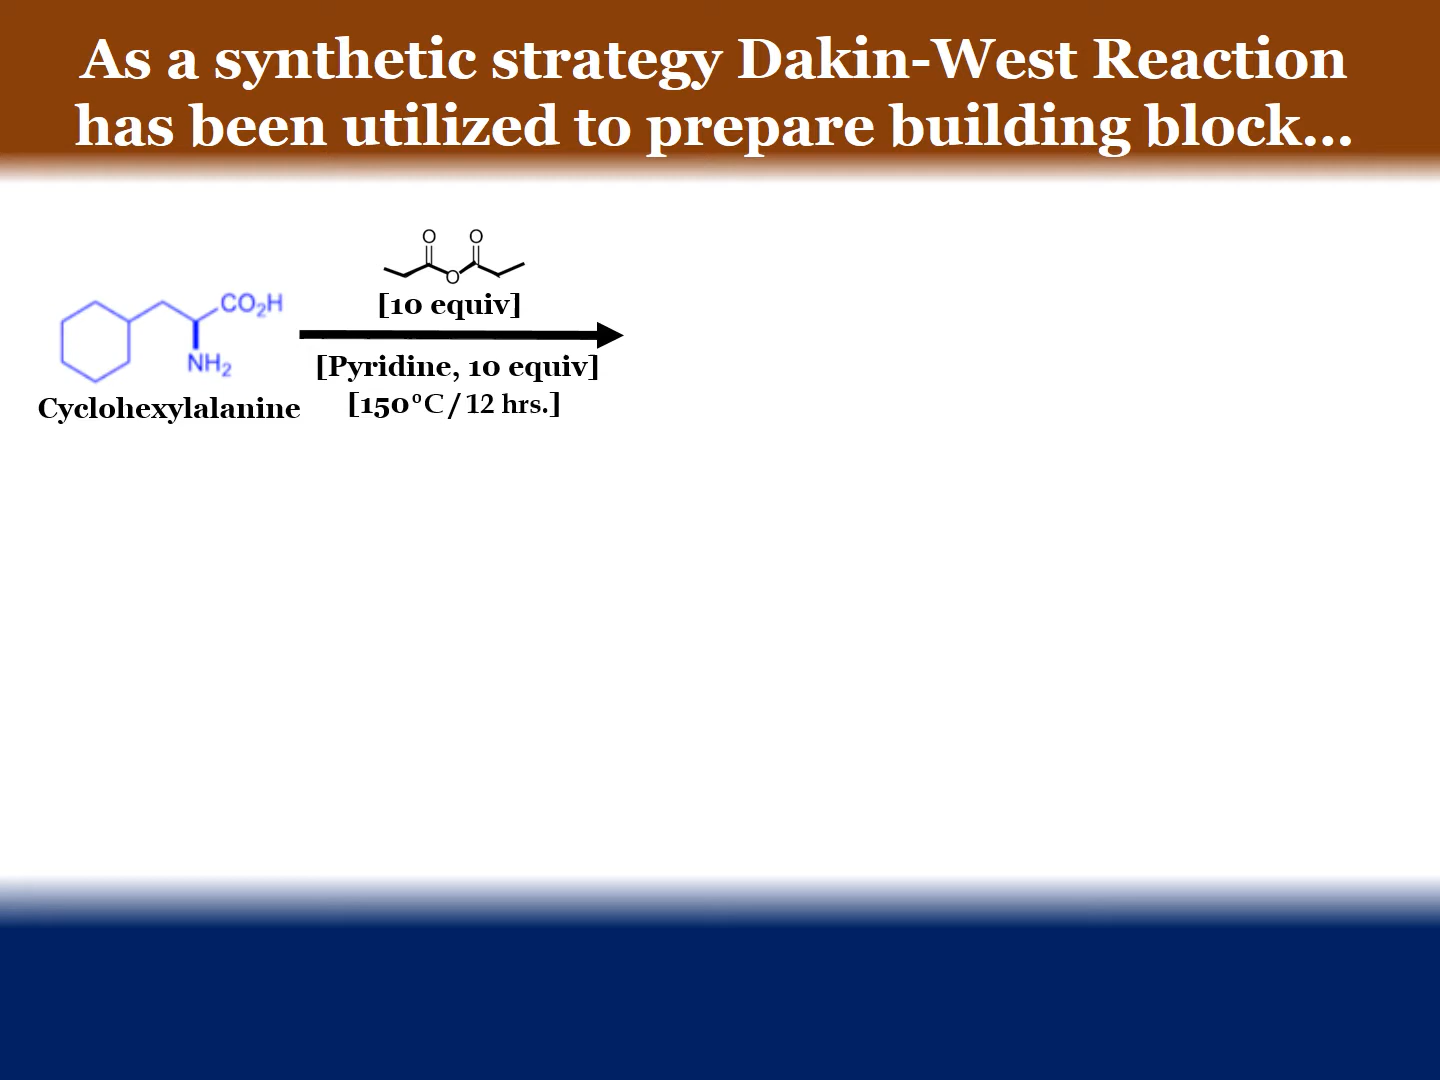 As a synthetic strategy Dakin-West Reaction
has been utilized to prepare building block...
O O
O
[10 equiv]
CO₂H
NH₂
[Pyridine, 10 equiv]
Cyclohexylalanine
[150°C/12 hrs.]